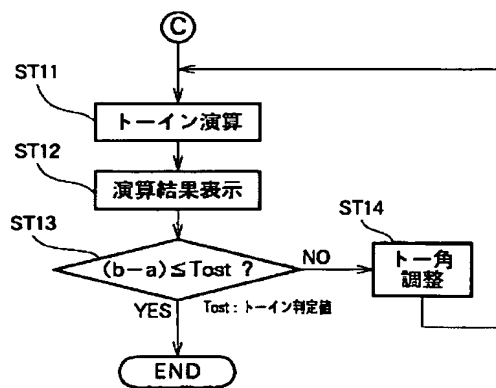 C
ST11
トーイン演算
ST12
演算結果表示
ST13
(b−a)≦Tost ?
NO
ST14
トー角
調整
YES
Tost：トーイン判定値
END